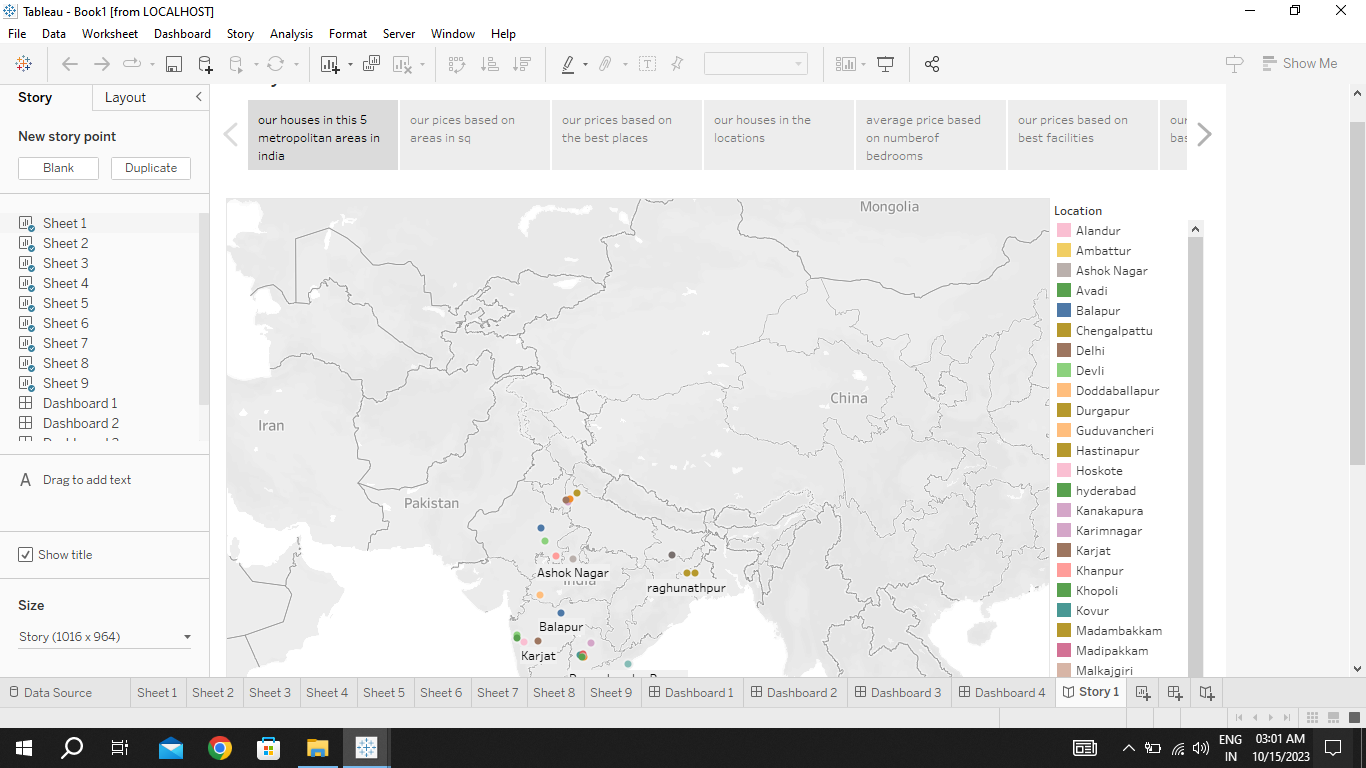 Tableau - Book1 [from LOCALHOST]
File Data Worksheet Dashboard Story Analysis Format Server Window Help
Show Me
Story Layout
New story point
Blank Duplicate
Sheet 1
Sheet 2
Sheet 3
Sheet 4
Sheet 5
Sheet 6
Sheet 7
Sheet 8
Sheet 9
Dashboard 1
Dashboard 2
A Drag to add text
Show title
Size
Story (1016 x 964)
our houses in this 5
metropolitan areas in
india
our pices based on
areas in sq
our prices based on
the best places
our houses in the
locations
average price based
on numberof
bedrooms
our prices based on
best facilities
our
bas
Mongolia
China
Iran
Pakistan
Ashok Nagar
India
raghunathpur
Balapur
Karjat
Location
Alandur
Ambattur
Ashok Nagar
Avadi
Balapur
Chengalpattu
Delhi
Devli
Doddaballapur
Durgapur
Guduvancheri
Hastinapur
Hoskote
hyderabad
Kanakapura
Karimnagar
Karjat
Khanpur
Khopoli
Kovur
Madambakkam
Madipakkam
Malkajgiri
Data Source Sheet 1 Sheet 2 Sheet 3 Sheet 4 Sheet 5 Sheet 6 Sheet 7 Sheet 8 Sheet 9 Dashboard 1 Dashboard 2 Dashboard 3 Dashboard 4 Story 1
ENG
IN
03:01 AM
10/15/2023